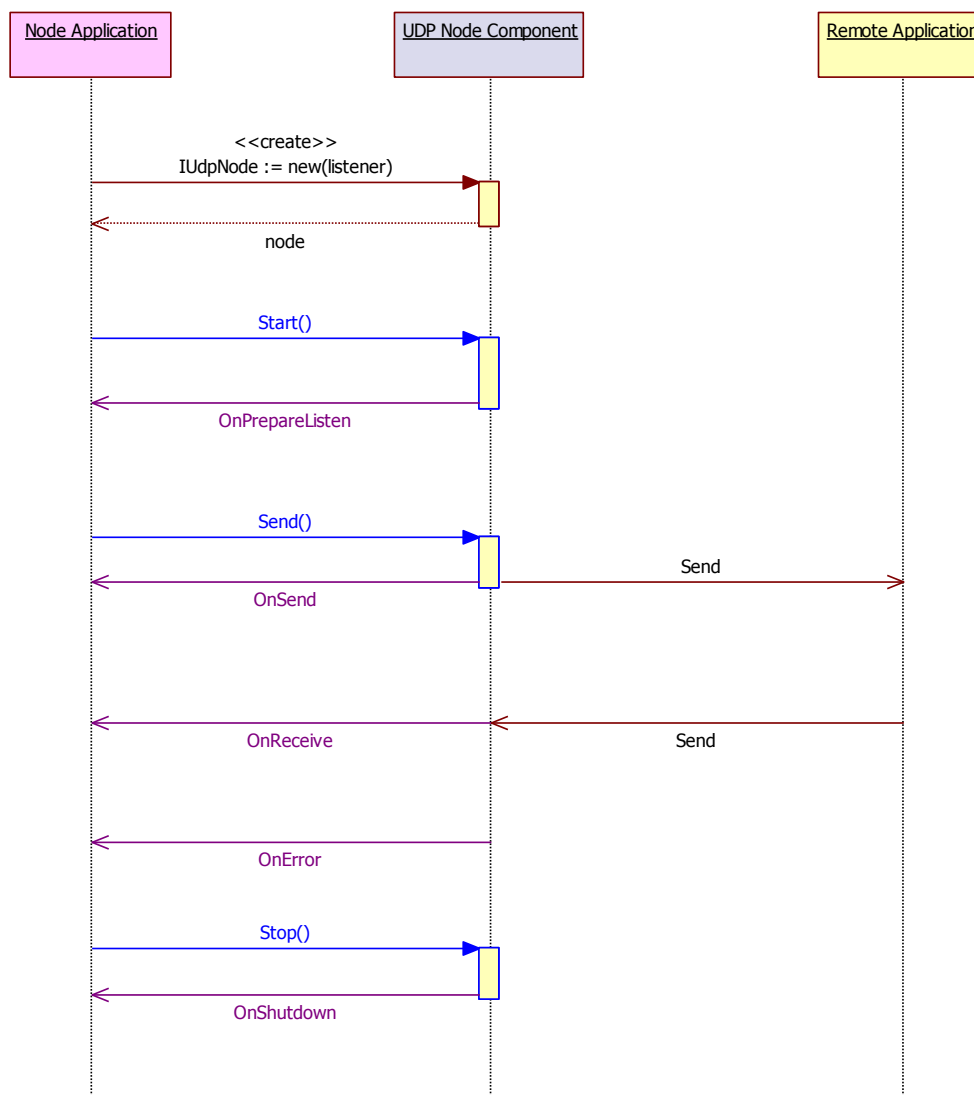 Node Application
UDP Node Component
Remote Application
<<create>>
IUdpNode := new(listener)
node
Start()
OnPrepareListen
Send()
Send
OnSend
OnReceive
Send
OnError
Stop()
OnShutdown